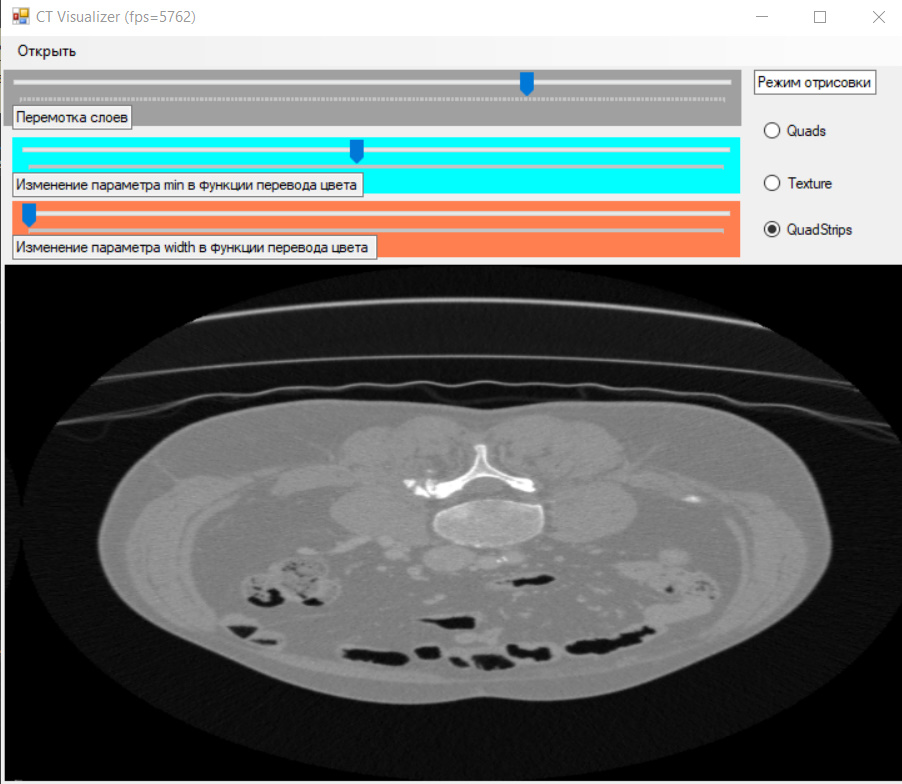 CT Visualizer (fps=5762)
Открыть
Перемотка слоев
Изменение параметра min в функции перевода цвета
Изменение параметра width в функции перевода цвета
Режим отрисовки
Quads
Texture
QuadStrips